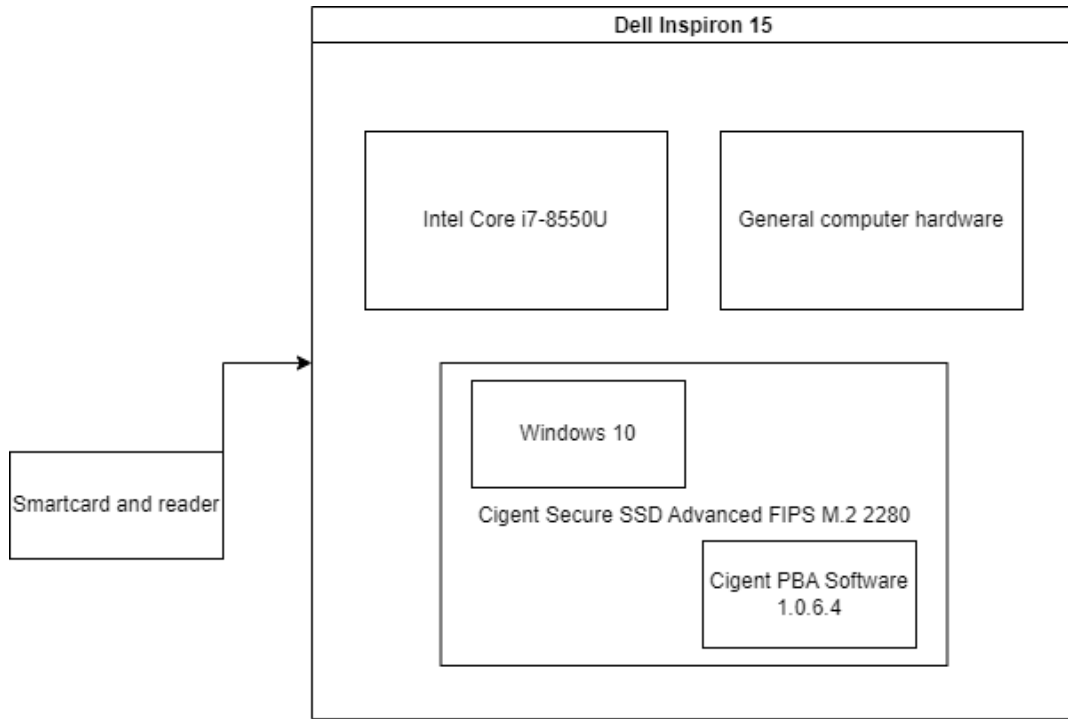 Dell Inspiron 15
Intel Core i7-8550U
General computer hardware
Windows 10
Smartcard and reader
Cigent Secure SSD Advanced FIPS M.2 2280
Cigent PBA Software
1.0.6.4